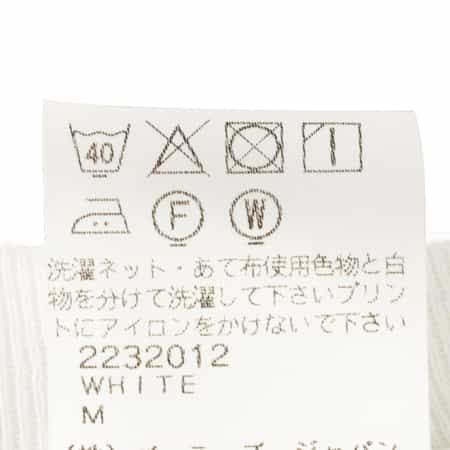 40
F W
洗濯ネット・あて布使用色物と白
物を分けて洗濯して下さいプリン
トにアイロンをかけないで下さい
2232012
WHITE
M